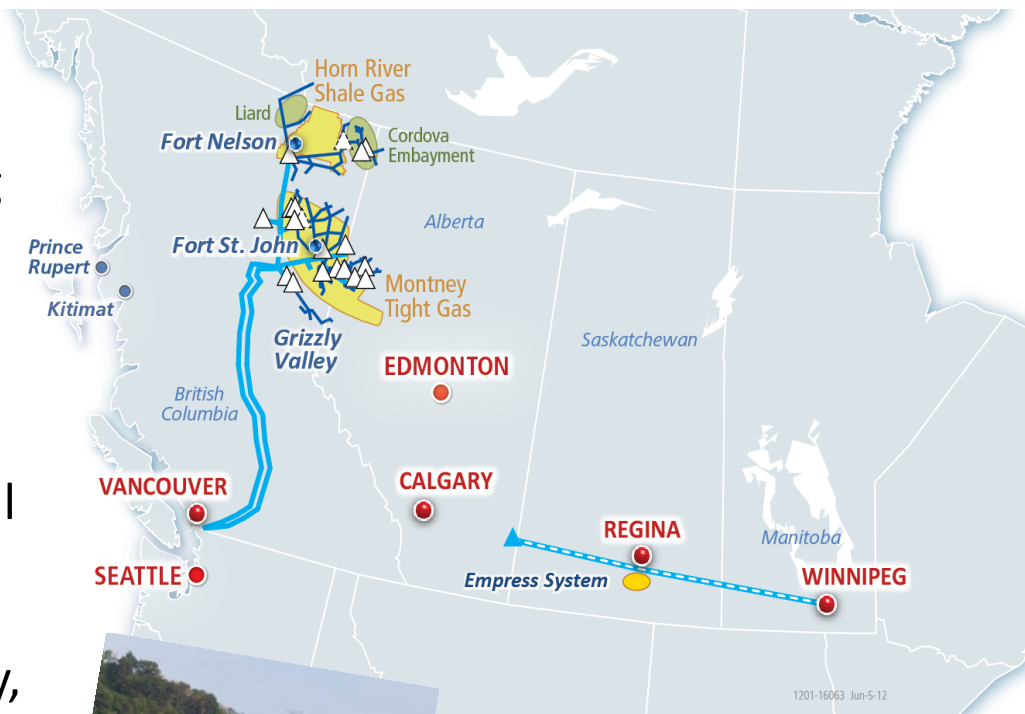 Horn River
Shale Gas
Liard
Fort Nelson
Cordova
Embayment
Alberta
Fort St. John
Prince
Rupert
Kitimat
Montney
Tight Gas
Grizzly
Valley
Saskatchewan
EDMONTON
British
Columbia
VANCOUVER
CALGARY
REGINA
Manitoba
SEATTLE
Empress System
WINNIPEG
1201-16063 Jun-5-12